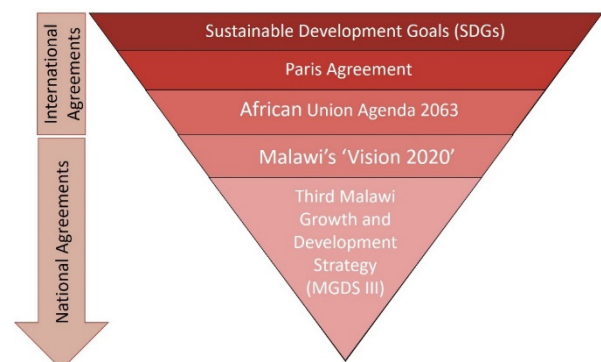 International
Agreements
National Agreements
Sustainable Development Goals (SDGs)
Paris Agreement
African Union Agenda 2063
Malawi's 'Vision 2020'
Third Malawi
Growth and
Development
Strategy
(MGDS III)